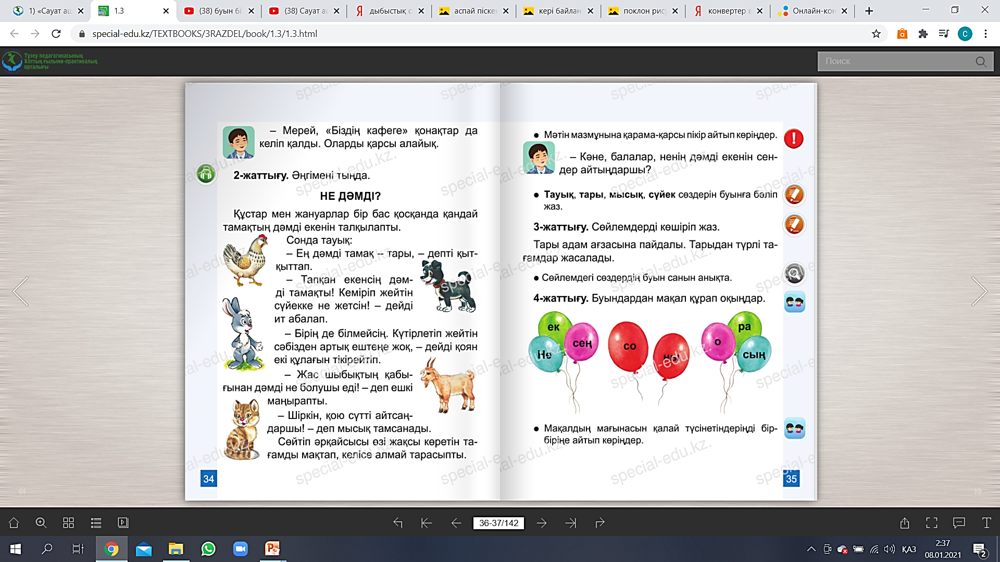 1) «Сауат аш
1.3
(38) буын бі
(38) Сауат а
дыбыстық с
аспай піскен
кері байлан
поклон рису
конвертер в
Онлайн-кон
special-edu.kz/TEXTBOOKS/3RAZDEL/book/1.3/1.3.html
C
Түзеу педагогикасының
Ұлттық ғылыми-практикалық
орталығы
Поиск
– Мерей, «Біздің кафеге» қонақтар да
келіп қалды. Оларды қарсы алайық.
2-жаттығу. Әңгімені тыңда.
НЕ ДӘМДІ?
Құстар мен жануарлар бір бас қосқанда қандай
тамақтың дәмді екенін талқылапты.
Сонда тауық:
– Ең дәмді тамақ – тары, – депті қыт-
қыттап.
– Тапқан екенсің дәм-
ді тамақты! Кеміріп жейтін
сүйекке не жетсін! – дейді
ит абалап.
– Бірің де білмейсің. Күтірлетіп жейтін
сәбізден артық ештеңе жоқ, – дейді қоян
екі құлағын тікірейтіп.
– Жас шыбықтың қабы-
ғынан дәмді не болушы еді! – деп ешкі
маңырапты.
– Шіркін, қою сүтті айтсаң-
даршы! – деп мысық тамсанады.
Сөйтіп әрқайсысы өзі жақсы көретін та-
ғамды мақтап, келісе алмай тарасыпты.
34
● Мәтін мазмұнына қарама-қарсы пікір айтып көріңдер.
– Кәне, балалар, ненің дәмді екенін сен-
дер айтыңдаршы?
● Тауық, тары, мысық, сүйек сөздерін буынға бөліп
жаз.
3-жаттығу. Сөйлемдерді көшіріп жаз.
Тары адам ағзасына пайдалы. Тарыдан түрлі та-
ғамдар жасалады.
● Сөйлемдегі сөздердің буын санын анықта.
4-жаттығу. Буындардан мақал құрап оқыңдар.
ек
сең
Не
со
ны
ра
о
сың
● Мақалдың мағынасын қалай түсінетіндеріңді бір-
біріңе айтып көріңдер.
35
special-edu.kz.
36-37/142
ҚАЗ
2:37
08.01.2021
2